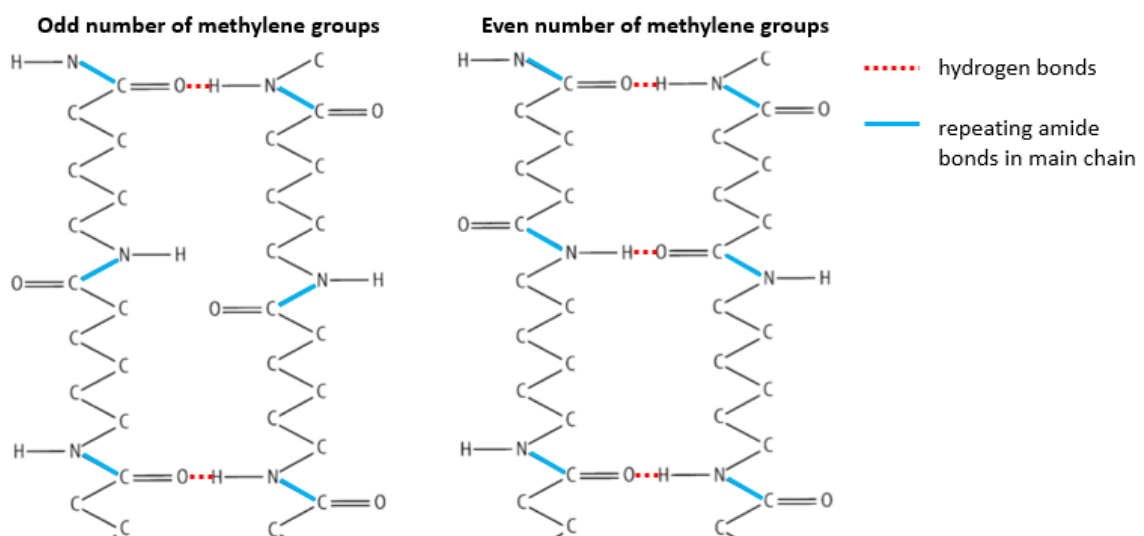 Odd number of methylene groups
Even number of methylene groups
H N C
C O H N
C C O
C C
C C
C C
C C
N H C
O C N H
C O C
C C
C C
C C
C C
H N C
C O H N
C C O
C C
H N C
C O H N
C C O
C C
C C
C C
O C C
N H O C
C N H
C C
C C
C C
C C
C C
H N C
C O H N
C C O
C C
hydrogen bonds
repeating amide
bonds in main chain